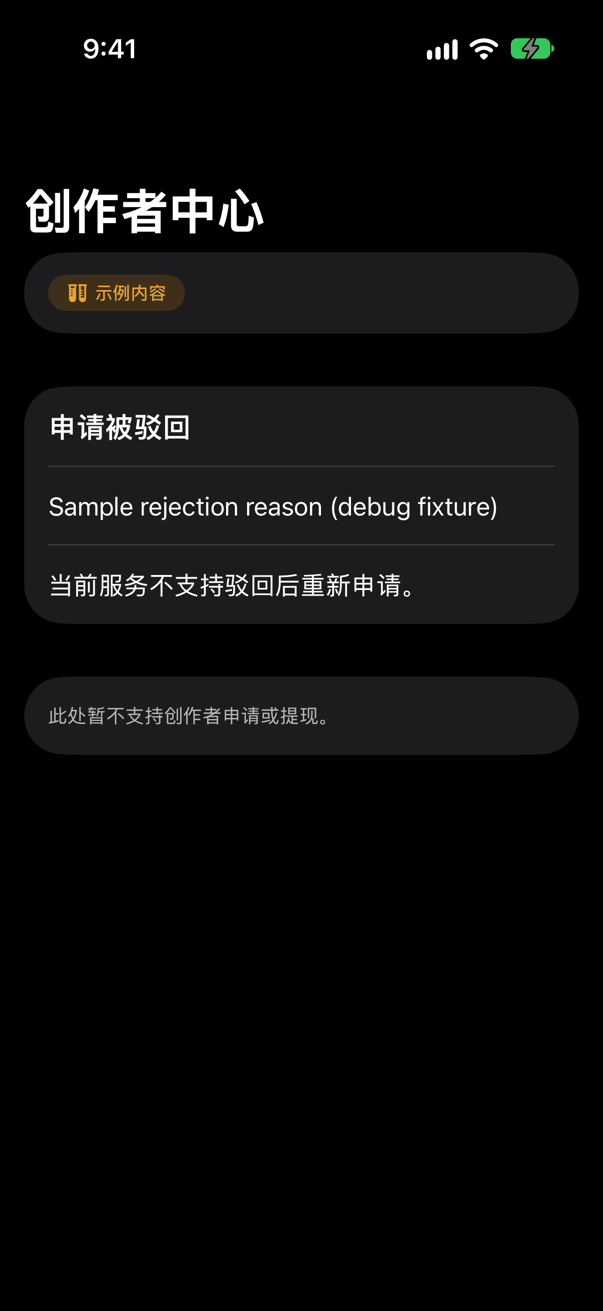 9:41
创作者中心
示例内容
申请被驳回
Sample rejection reason (debug fixture)
当前服务不支持驳回后重新申请。
此处暂不支持创作者申请或提现。